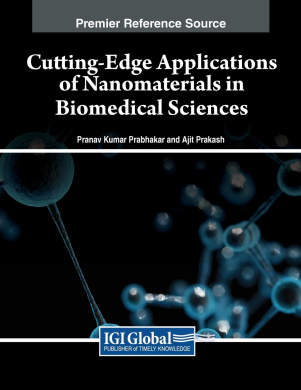 Premier Reference Source
Cutting-Edge Applications
of Nanomaterials in
Biomedical Sciences
Pranav Kumar Prabhakar and Ajit Prakash
IGI Global
PUBLISHER of TIMELY KNOWLEDGE